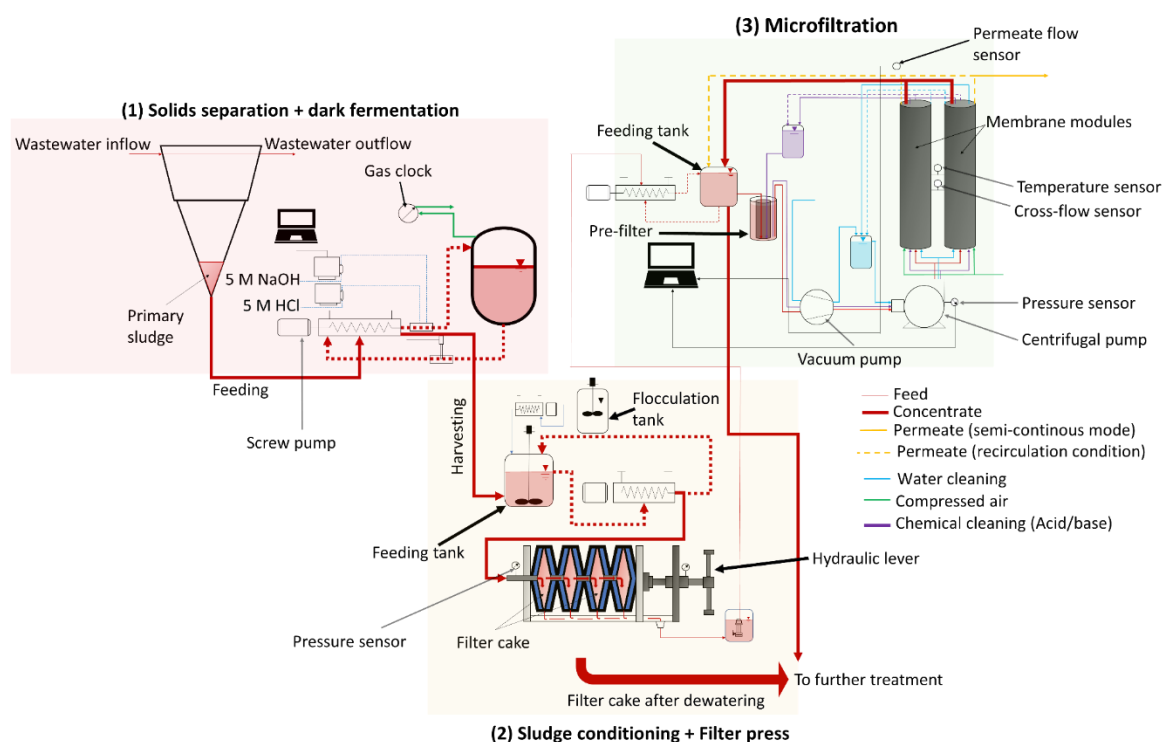 (3) Microfiltration
Permeate flow
sensor
(1) Solids separation + dark fermentation
Wastewater inflow
Wastewater outflow
Gas clock
5 M NaOH
5 M HCl
Primary
sludge
Feeding
Screw pump
Harvesting
Feeding tank
Membrane modules
Temperature sensor
Cross-flow sensor
Pre-filter
Pressure sensor
Centrifugal pump
Vacuum pump
Flocculation
tank
Feeding tank
Hydraulic lever
Pressure sensor
Filter cake
Filter cake after dewatering
To further treatment
(2) Sludge conditioning + Filter press
Feed
Concentrate
Permeate (semi-continous mode)
Permeate (recirculation condition)
Water cleaning
Compressed air
Chemical cleaning (Acid/base)